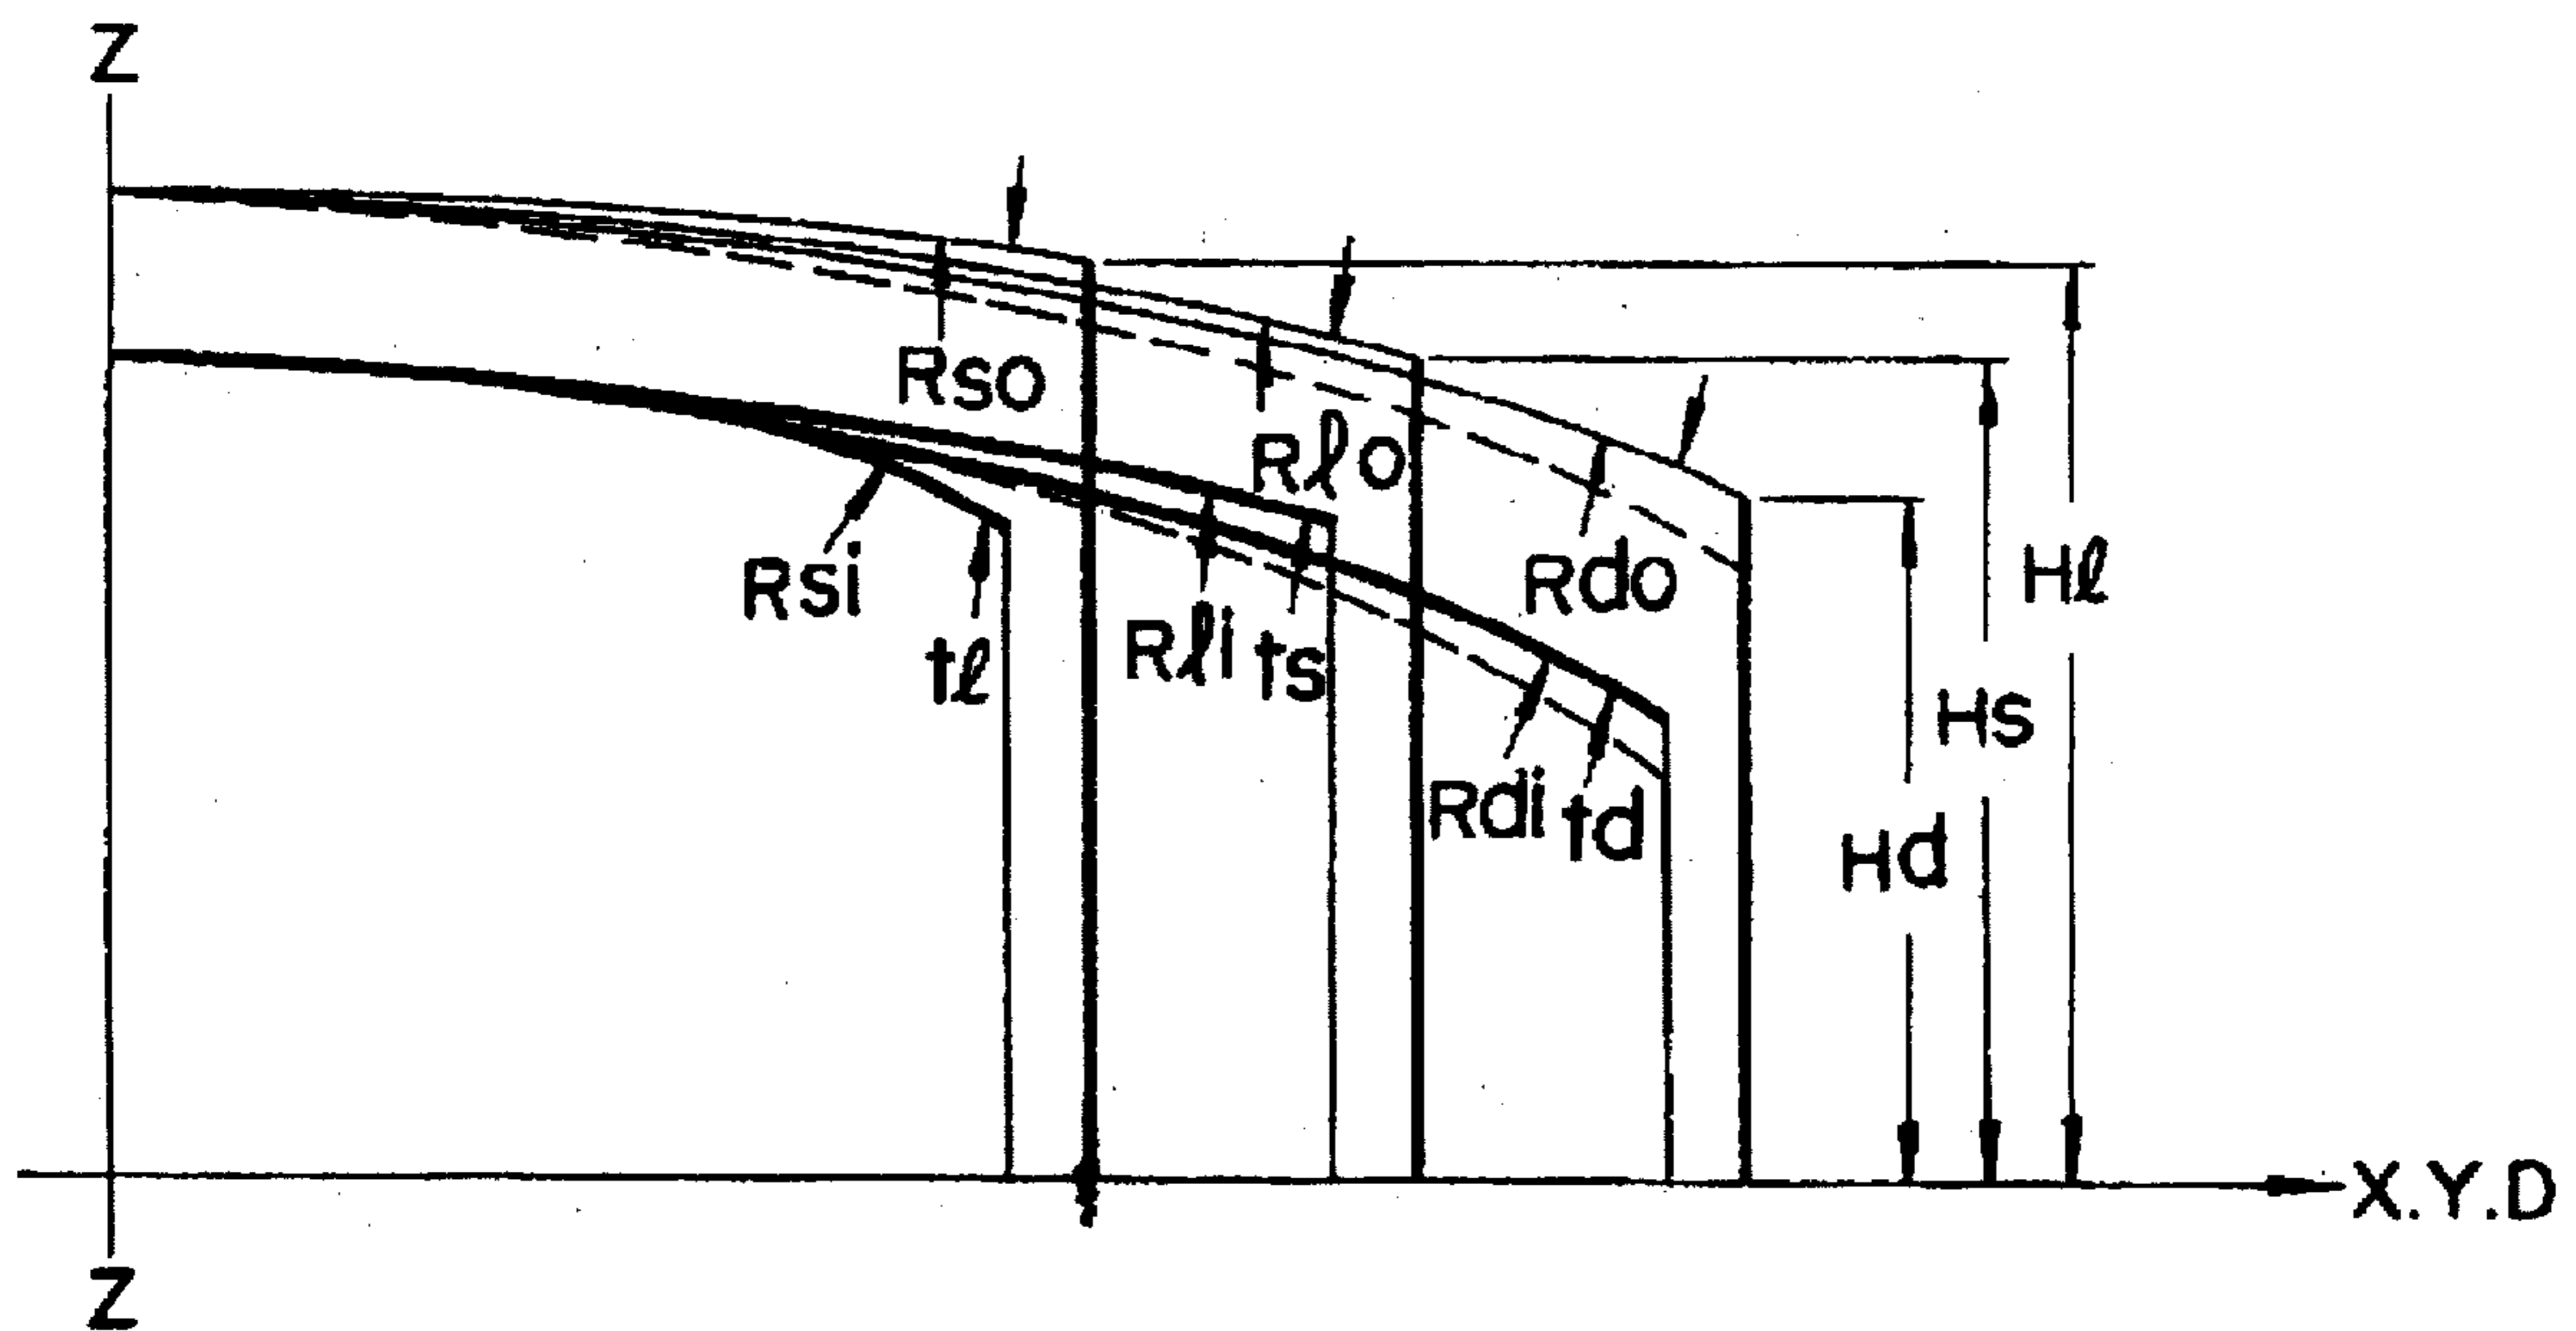 Z
Rso
Rℓo
Rsi
Rdo
Hℓ
tℓ
Rℓi ts
Hs
Rdi td
Hd
X.Y.D
Z